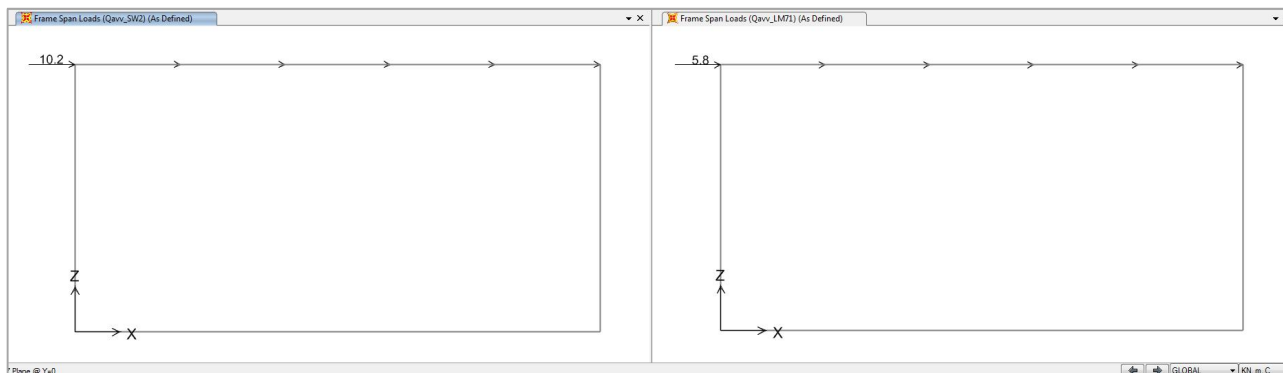 Frame Span Loads (Qavv_SW2) (As Defined)
Frame Span Loads (Qavv_LM71) (As Defined)
10.2
5.8
Z
X
Z
X
Plane @ Y=0
GLOBAL
KN, m, C